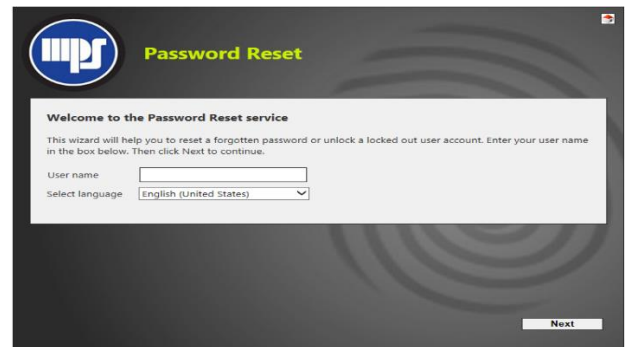 mps
Password Reset
Welcome to the Password Reset service
This wizard will help you to reset a forgotten password or unlock a locked out user account. Enter your user name
in the box below. Then click Next to continue.
User name
Select language English (United States)
Next